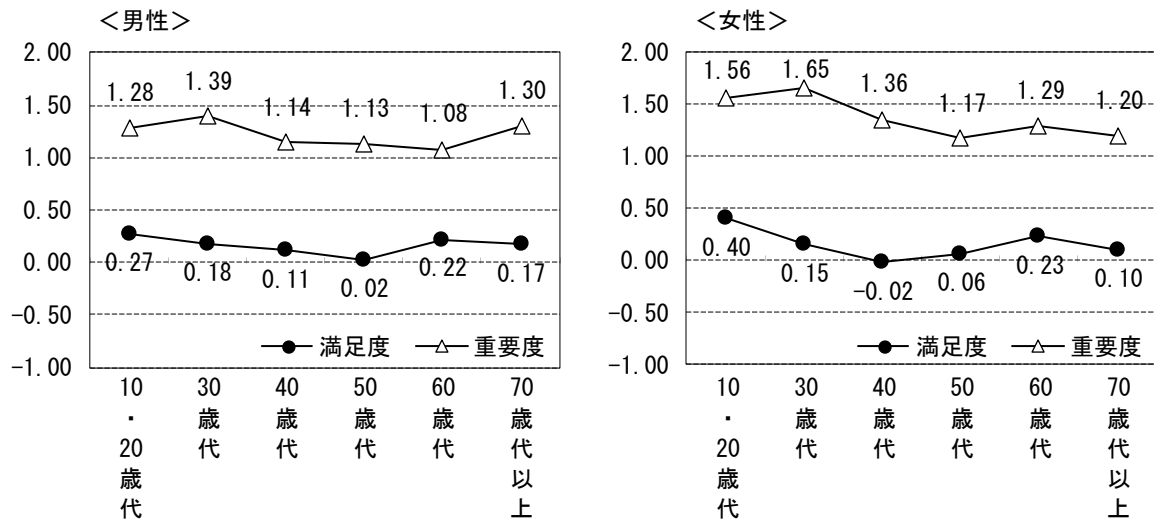 ＜男性＞
2.00
1.50
1.00
0.50
0.00
-0.50
-1.00
1.28
1.39
1.14
1.13
1.08
1.30
0.27
0.18
0.11
0.02
0.22
0.17
満足度
重要度
10・20歳代
30歳代
40歳代
50歳代
60歳代
70歳代以上
＜女性＞
2.00
1.50
1.00
0.50
0.00
-0.50
-1.00
1.56
1.65
1.36
1.17
1.29
1.20
0.40
0.15
-0.02
0.06
0.23
0.10
満足度
重要度
10・20歳代
30歳代
40歳代
50歳代
60歳代
70歳代以上